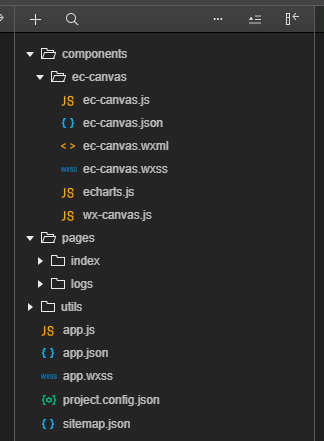 components
ec-canvas
JS ec-canvas.js
{ } ec-canvas.json
< > ec-canvas.wxml
WXSS ec-canvas.wxss
JS echarts.js
JS wx-canvas.js
pages
index
logs
utils
JS app.js
{ } app.json
WXSS app.wxss
{o} project.config.json
{ } sitemap.json